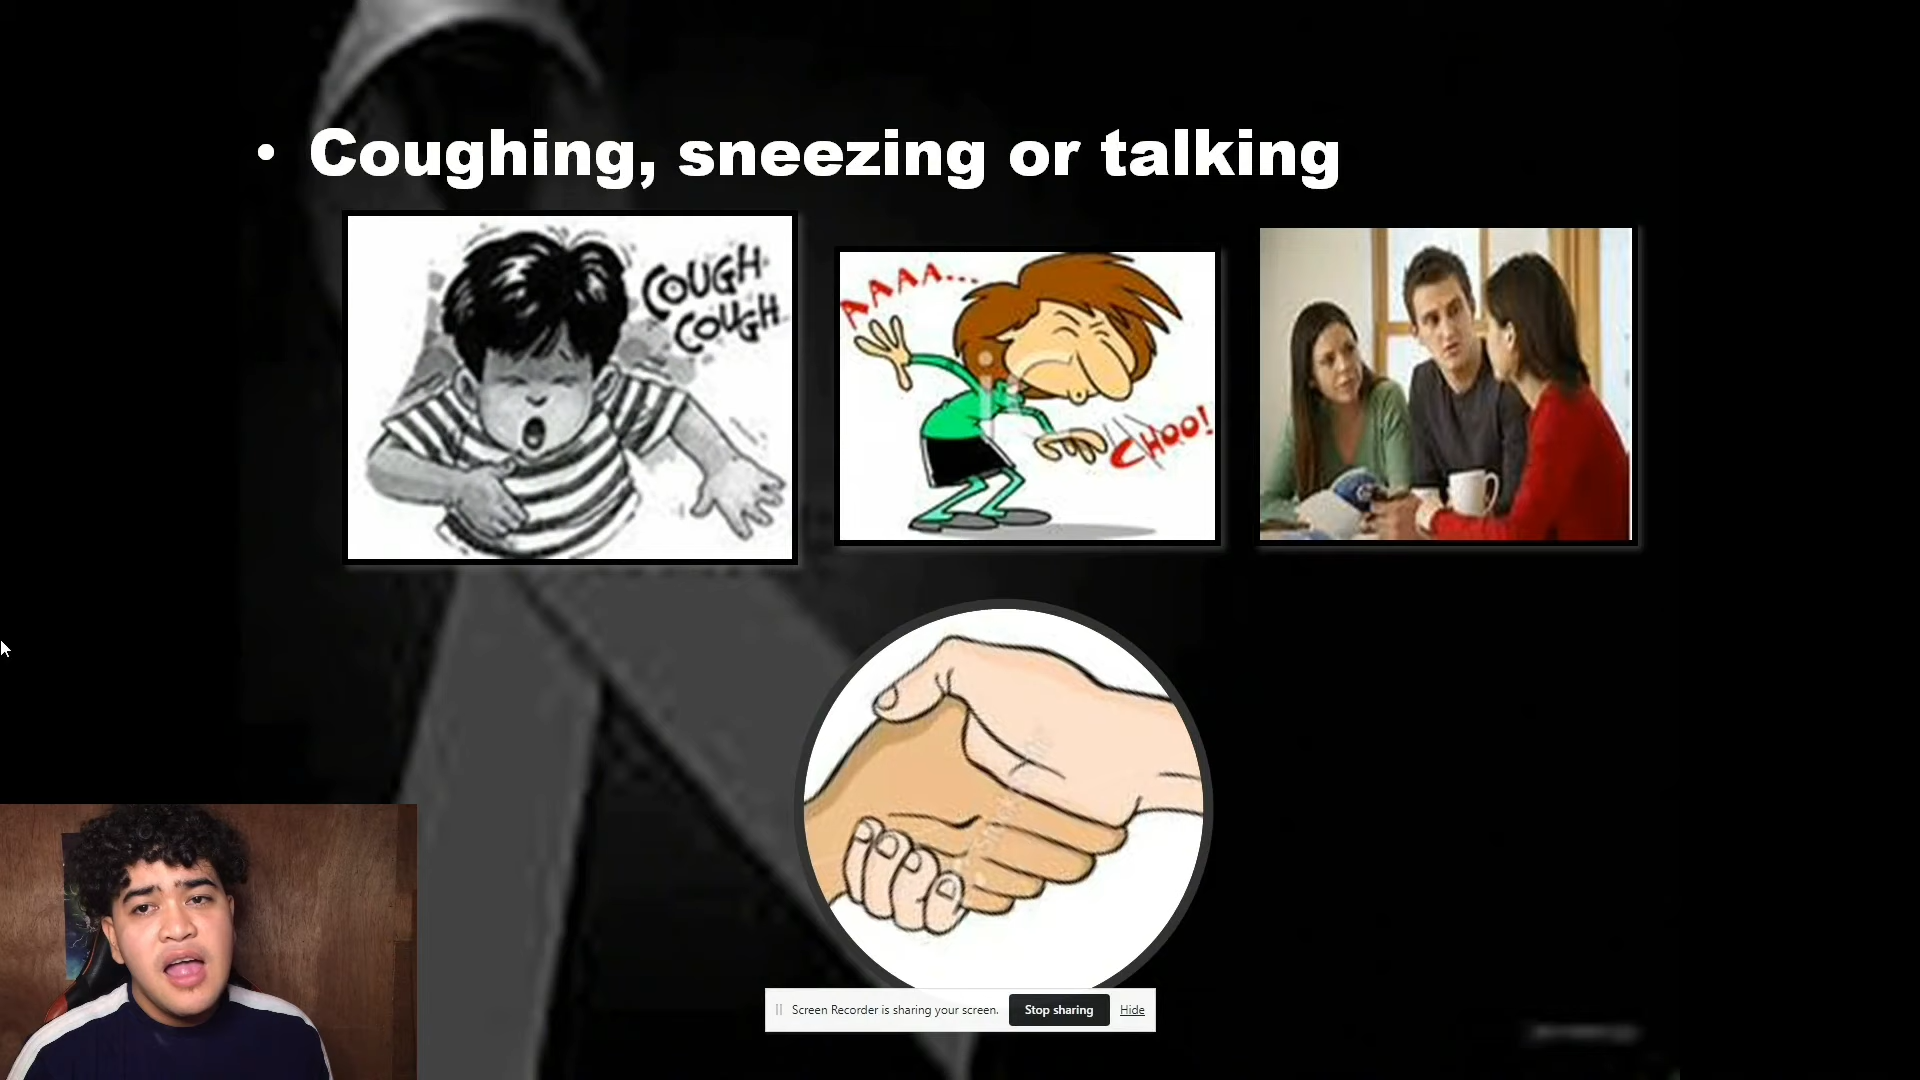 • Coughing, sneezing or talking
COUGH
COUGH
AAAA...
CHOO!
Screen Recorder is sharing your screen.
Stop sharing
Hide